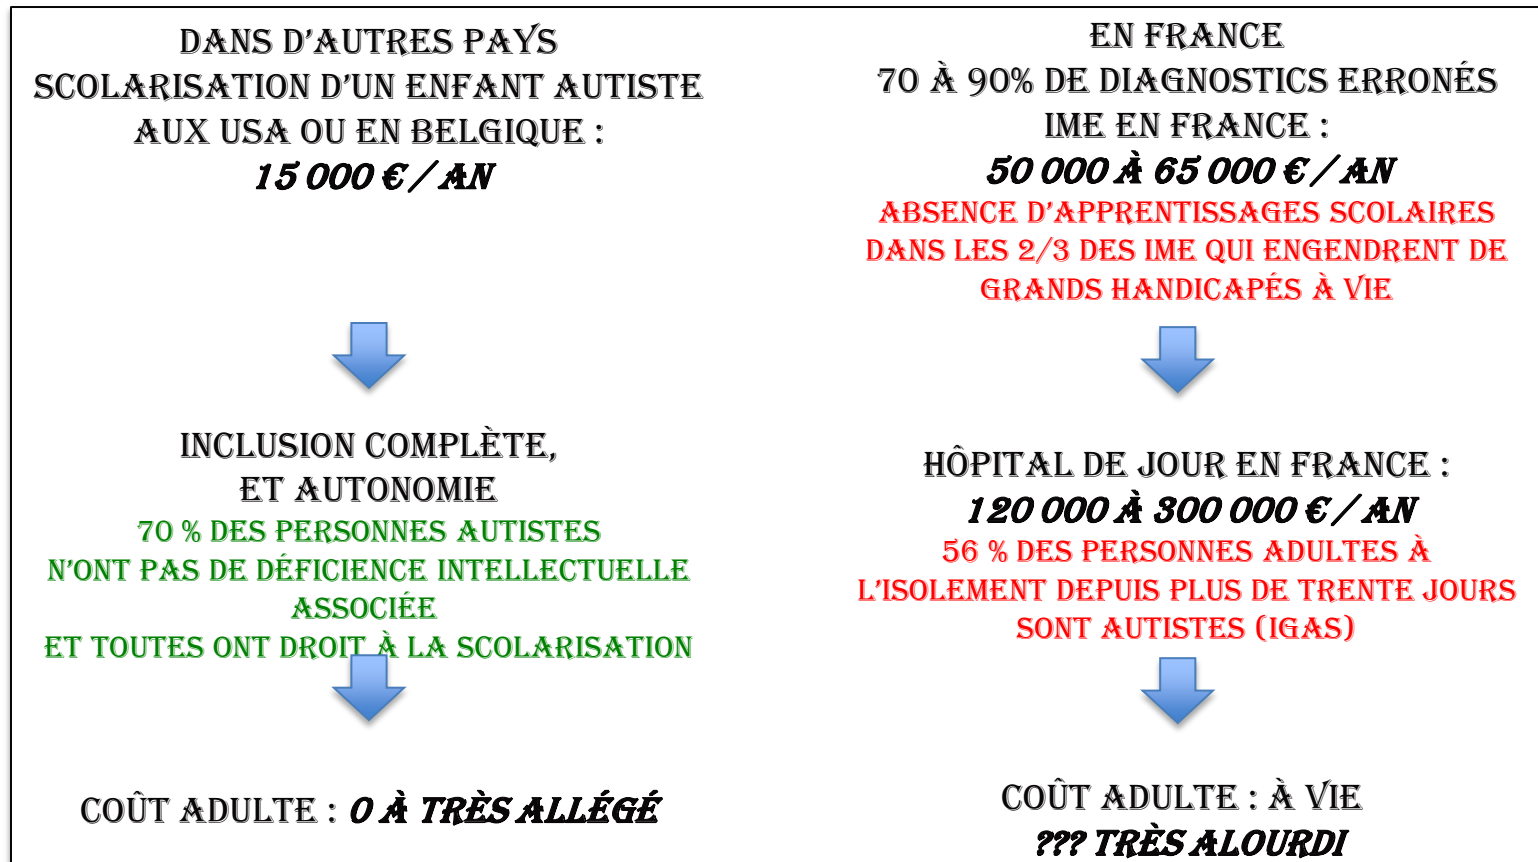 DANS D'AUTRES PAYS
SCOLARISATION D'UN ENFANT AUTISTE
AUX USA OU EN BELGIQUE :
15 000 € / AN
INCLUSION COMPLÈTE,
ET AUTONOMIE
70 % DES PERSONNES AUTISTES
N'ONT PAS DE DÉFICIENCE INTELLECTUELLE
ASSOCIÉE
ET TOUTES ONT DROIT À LA SCOLARISATION
COÛT ADULTE : 0 À TRÈS ALLÉGÉ
EN FRANCE
70 À 90% DE DIAGNOSTICS ERRONÉS
IME EN FRANCE :
50 000 À 65 000 € / AN
ABSENCE D'APPRENTISSAGES SCOLAIRES
DANS LES 2/3 DES IME QUI ENGENDRENT DE
GRANDS HANDICAPÉS À VIE
HÔPITAL DE JOUR EN FRANCE :
120 000 À 300 000 € / AN
56 % DES PERSONNES ADULTES À
L'ISOLEMENT DEPUIS PLUS DE TRENTE JOURS
SONT AUTISTES (IGAS)
COÛT ADULTE : À VIE
??? TRÈS ALOURDI